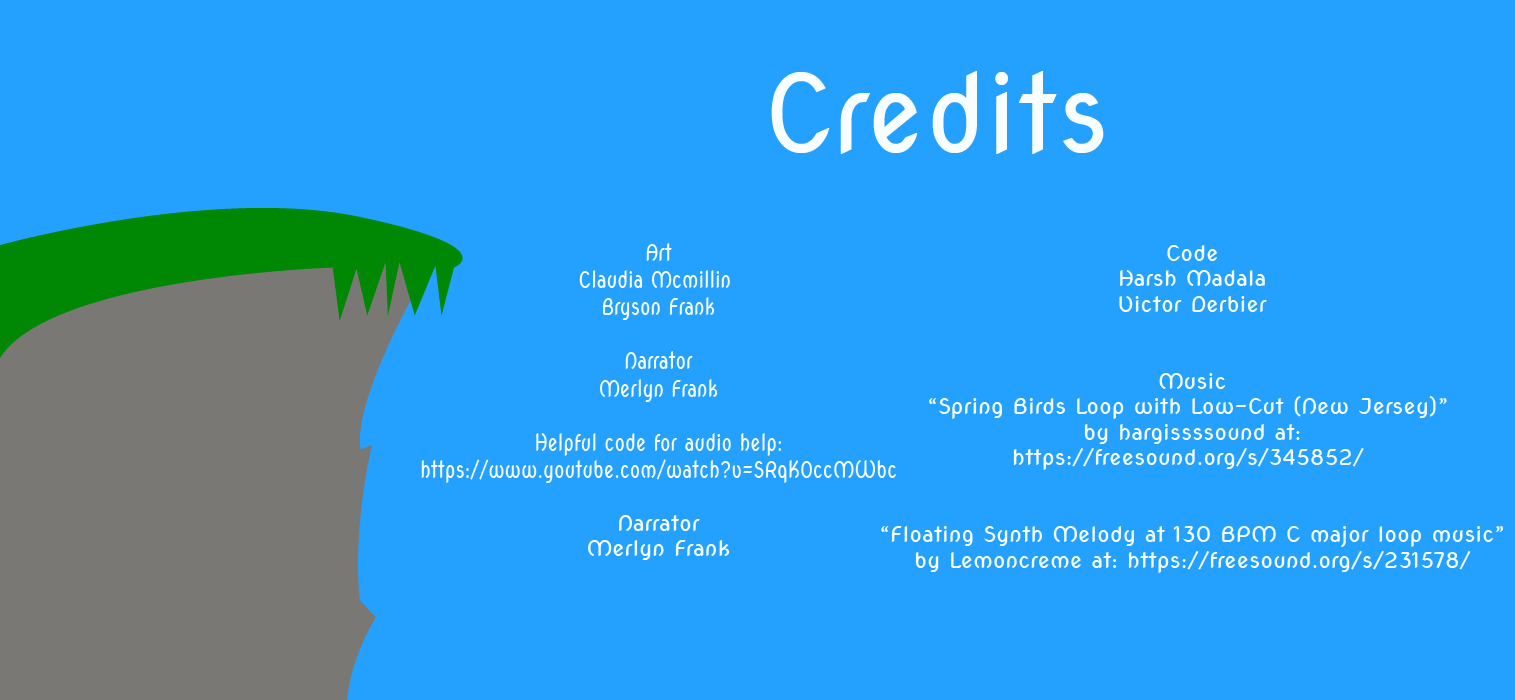 Credits
Art
Claudia Mcmillin
Bryson Frank
Narrator
Merlyn Frank
Helpful code for audio help:
https://www.youtube.com/watch?v=SRqKOccMWbc
Narrator
Merlyn Frank
Code
Harsh Madala
Victor Derbier
Music
“Spring Birds Loop with Low-Cut (New Jersey)”
by hargissssound at:
https://freesound.org/s/345852/
“Floating Synth Melody at 130 BPM C major loop music”
by Lemoncreme at: https://freesound.org/s/231578/